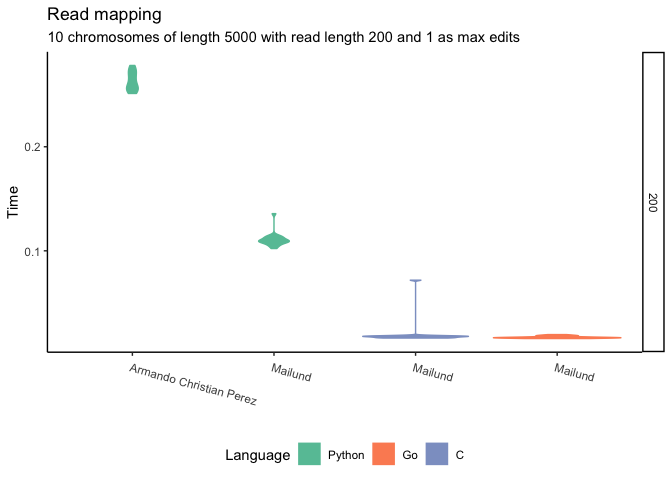 Read mapping
10 chromosomes of length 5000 with read length 200 and 1 as max edits
Time
0.2
0.1
200
Armando Christian Perez
Mailund
Mailund
Mailund
Language
Python
Go
C